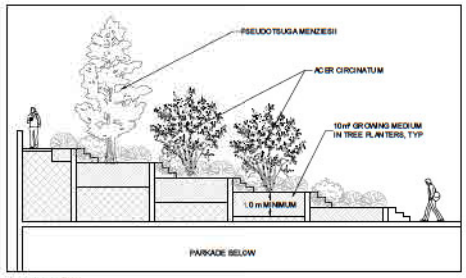 PSEUDOTSUGA MENZIESII
ACER CIRCINATUM
10m³ GROWING MEDIUM
IN TREE PLANTERS, TYP
1.0 m MINIMUM
PARKADE BELOW